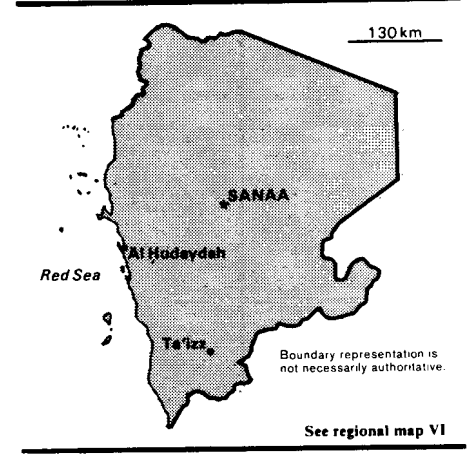 130 km
SANAA
Al Hudaydah
Red Sea
Ta'izz
Boundary representation is
not necessarily authoritative.
See regional map VI